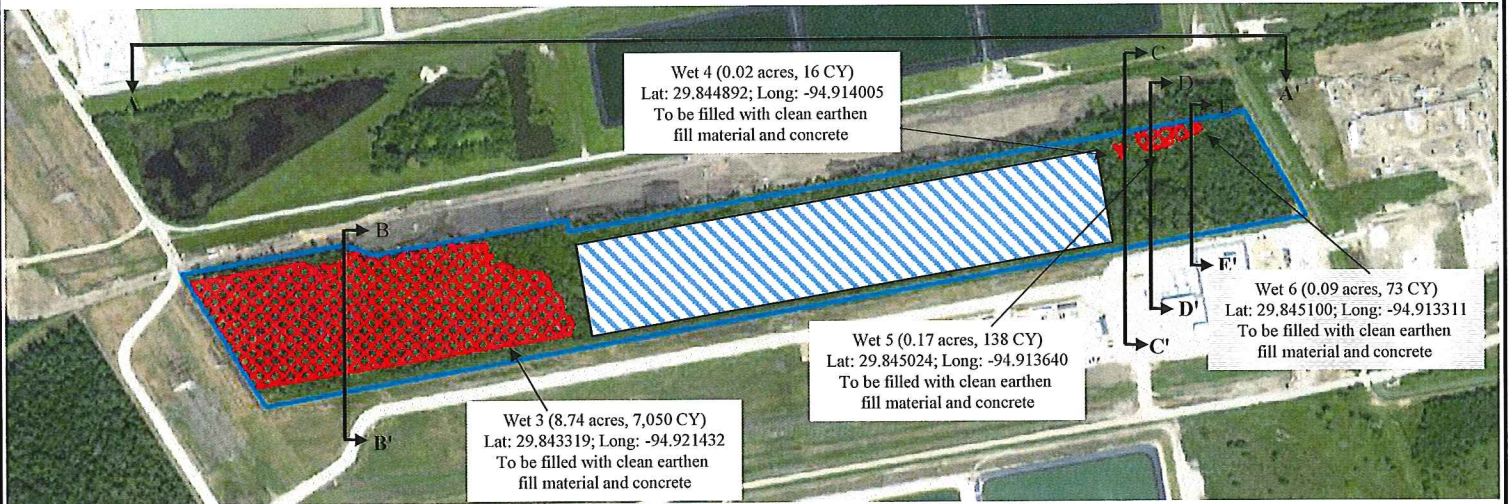 A
A'
C
D
E
Wet 4 (0.02 acres, 16 CY)
Lat: 29.844892; Long: -94.914005
To be filled with clean earthen
fill material and concrete
B
B'
E'
D'
C'
Wet 6 (0.09 acres, 73 CY)
Lat: 29.845100; Long: -94.913311
To be filled with clean earthen
fill material and concrete
Wet 5 (0.17 acres, 138 CY)
Lat: 29.845024; Long: -94.913640
To be filled with clean earthen
fill material and concrete
Wet 3 (8.74 acres, 7,050 CY)
Lat: 29.843319; Long: -94.921432
To be filled with clean earthen
fill material and concrete